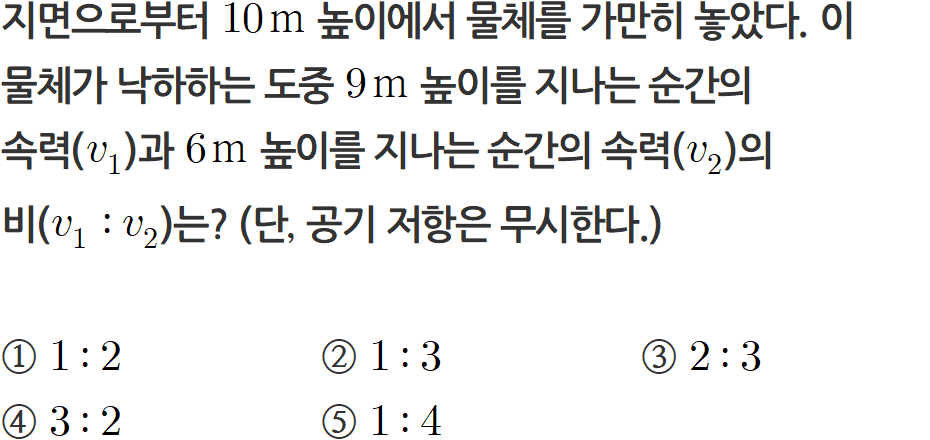 지면으로부터 10 m 높이에서 물체를 가만히 놓았다. 이
물체가 낙하하는 도중 9 m 높이를 지나는 순간의
속력(v₁)과 6 m 높이를 지나는 순간의 속력(v₂)의
비(v₁ : v₂)는? (단, 공기 저항은 무시한다.)
① 1 : 2 ② 1 : 3 ③ 2 : 3
④ 3 : 2 ⑤ 1 : 4